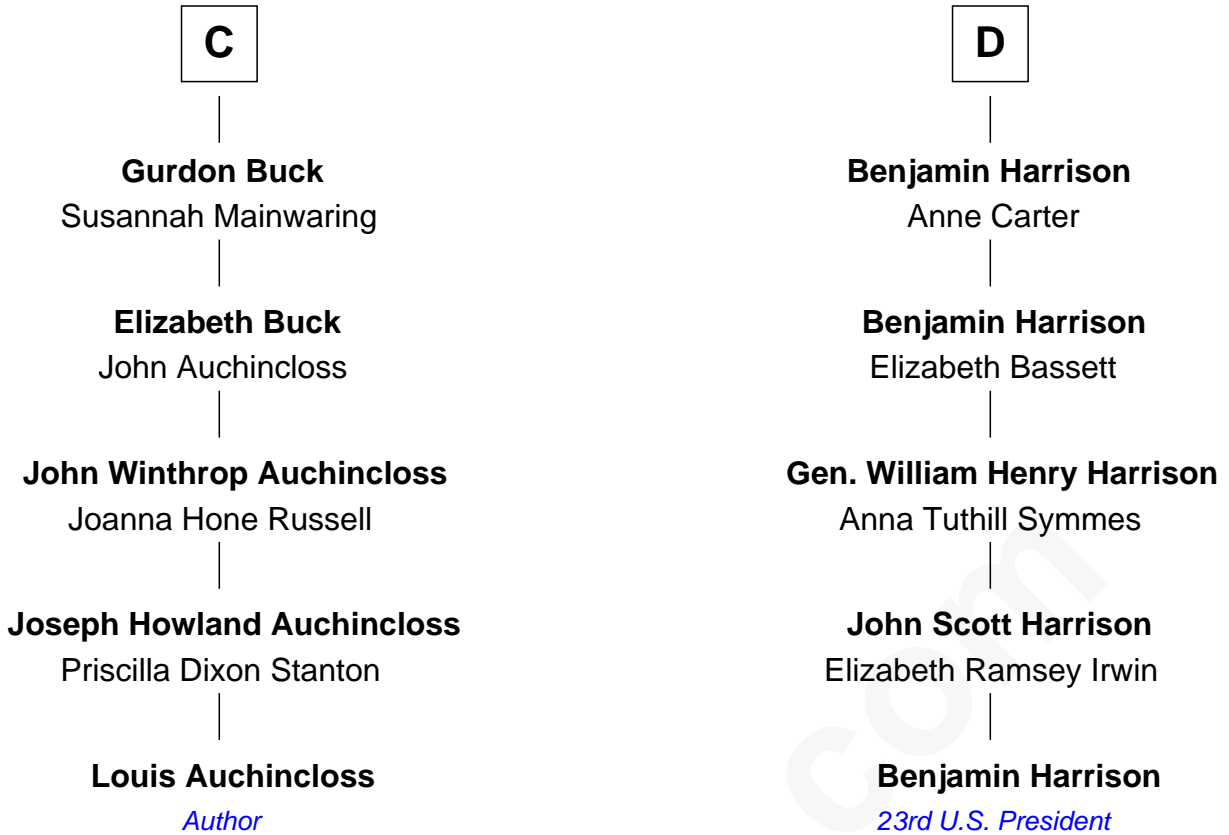 C
Gurdon Buck
Susannah Mainwaring
Elizabeth Buck
John Auchincloss
John Winthrop Auchincloss
Joanna Hone Russell
Joseph Howland Auchincloss
Priscilla Dixon Stanton
Louis Auchincloss
Author
D
Benjamin Harrison
Anne Carter
Benjamin Harrison
Elizabeth Bassett
Gen. William Henry Harrison
Anna Tuthill Symmes
John Scott Harrison
Elizabeth Ramsey Irwin
Benjamin Harrison
23rd U.S. President
com